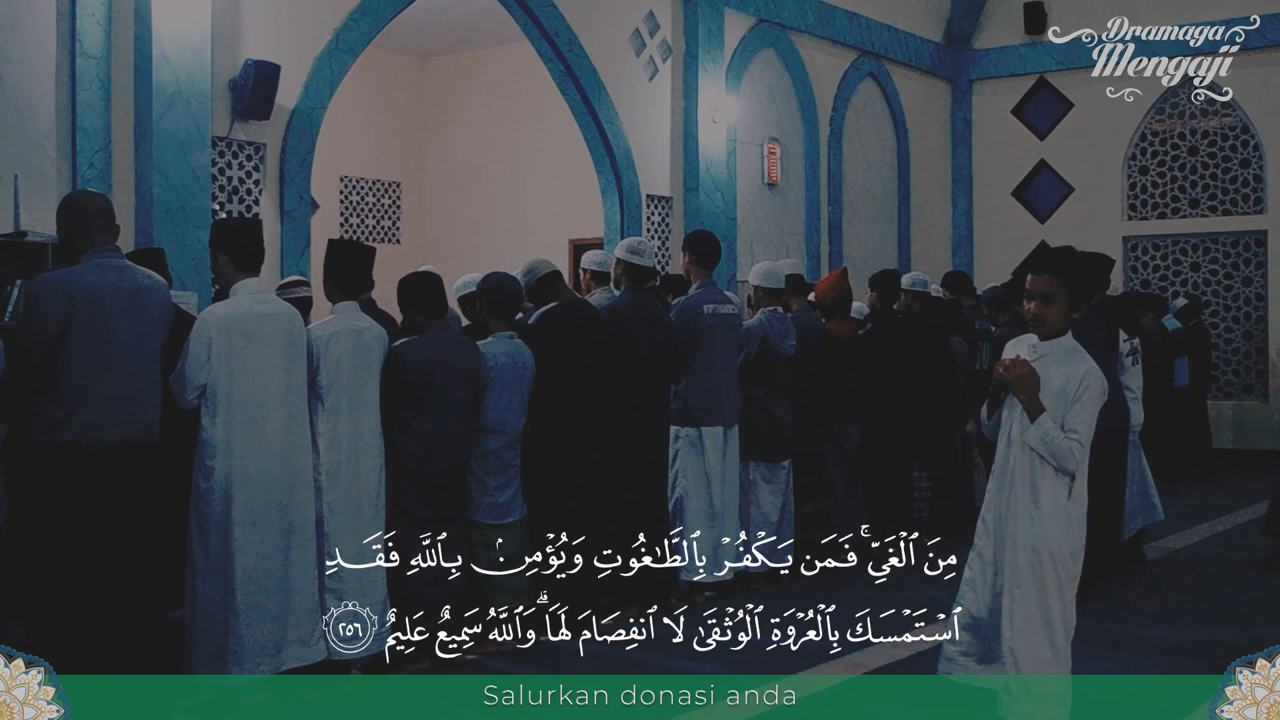 Dramaga
Mengaji
مِنَ ٱلْغَيِّ ۚ فَمَن يَكْفُرْ بِٱلطَّـٰغُوتِ وَيُؤْمِنۢ بِٱللَّهِ فَقَدِ
ٱسْتَمْسَكَ بِٱلْعُرْوَةِ ٱلْوُثْقَىٰ لَا ٱنفِصَامَ لَهَا ۗ وَٱللَّهُ سَمِيعٌ عَلِيمٌ ٢٥٦
Salurkan donasi anda